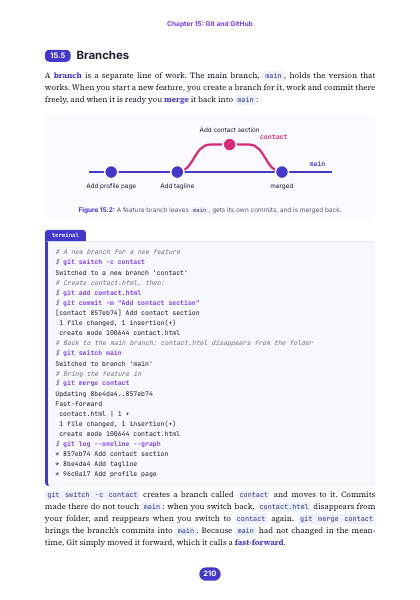 Chapter 15: Git and GitHub
15.5 Branches
A branch is a separate line of work. The main branch, main, holds the version that
works. When you start a new feature, you create a branch for it, work and commit there
freely, and when it is ready you merge it back into main:
Add contact section
contact
main
Add profile page Add tagline merged
Figure 15.2: A feature branch leaves main, gets its own commits, and is merged back.
terminal
# A new branch for a new feature
$ git switch -c contact
Switched to a new branch 'contact'
# Create contact.html, then:
$ git add contact.html
$ git commit -m "Add contact section"
[contact 857eb74] Add contact section
1 file changed, 1 insertion(+)
create mode 100644 contact.html
# Back to the main branch: contact.html disappears from the folder
$ git switch main
Switched to branch 'main'
# Bring the feature in
$ git merge contact
Updating 8be4da4..857eb74
Fast-forward
contact.html | 1 +
1 file changed, 1 insertion(+)
create mode 100644 contact.html
$ git log --oneline --graph
* 857eb74 Add contact section
* 8be4da4 Add tagline
* 96c0a17 Add profile page
git switch -c contact creates a branch called contact and moves to it. Commits
made there do not touch main: when you switch back, contact.html disappears from
your folder, and reappears when you switch to contact again. git merge contact
brings the branch's commits into main. Because main had not changed in the mean-
time, Git simply moved it forward, which it calls a fast-forward.
210